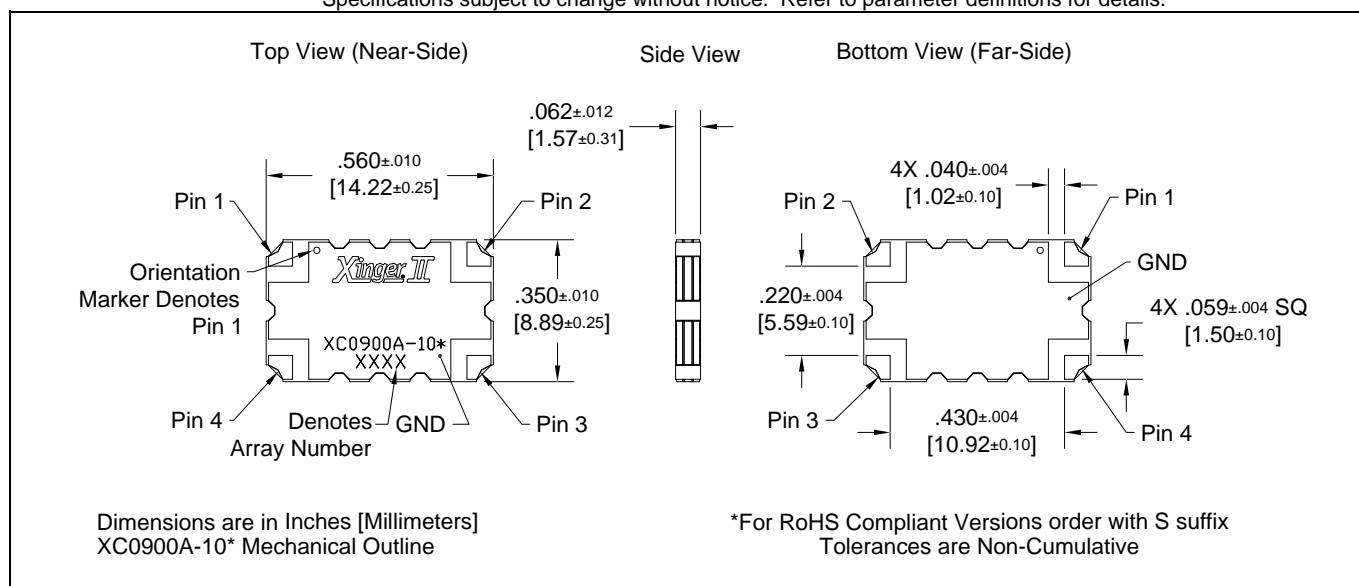 Specifications subject to change without notice. Refer to parameter definitions for details.
Top View (Near-Side)
Side View
Bottom View (Far-Side)
.062±.012
[1.57±0.31]
.560±.010
[14.22±0.25]
4X .040±.004
[1.02±0.10]
Pin 1
Pin 2
Pin 2
Pin 1
Orientation
Marker Denotes
Pin 1
Xinger II
GND
.350±.010
[8.89±0.25]
.220±.004
[5.59±0.10]
4X .059±.004 SQ
[1.50±0.10]
XC0900A-10*
XXXX
Pin 4
Denotes
Array Number
GND
Pin 3
Pin 3
.430±.004
[10.92±0.10]
Pin 4
Dimensions are in Inches [Millimeters]
XC0900A-10* Mechanical Outline
*For RoHS Compliant Versions order with S suffix
Tolerances are Non-Cumulative